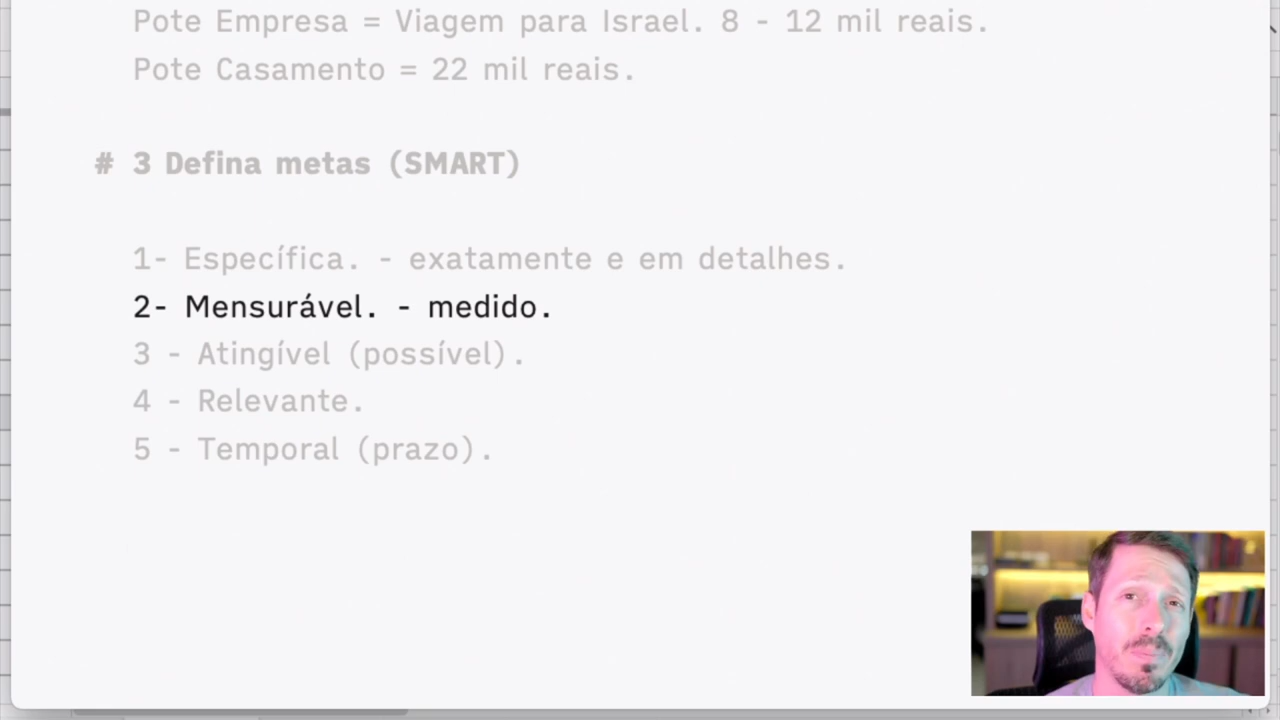 Pote Empresa = Viagem para Israel. 8 - 12 mil reais.
Pote Casamento = 22 mil reais.
# 3 Defina metas (SMART)
1- Específica. - exatamente e em detalhes.
2- Mensurável. - medido.
3 - Atingível (possível).
4 - Relevante.
5 - Temporal (prazo).